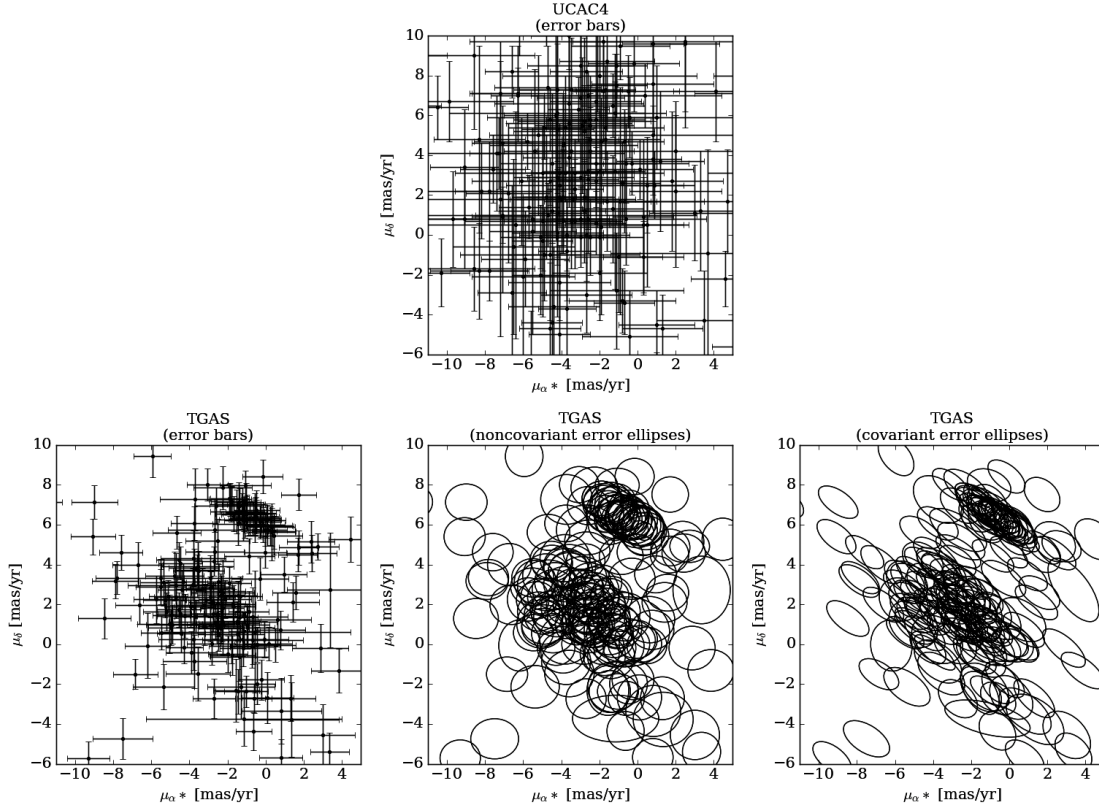 UCAC4
(error bars)
10
8
6
4
2
0
−2
−4
−6
μδ [mas/yr]
−10 −8 −6 −4 −2 0 2 4
μα∗ [mas/yr]
TGAS
(error bars)
10
8
6
4
2
0
−2
−4
−6
μδ [mas/yr]
−10 −8 −6 −4 −2 0 2 4
μα∗ [mas/yr]
TGAS
(noncovariant error ellipses)
10
8
6
4
2
0
−2
−4
−6
μδ [mas/yr]
−10 −8 −6 −4 −2 0 2 4
μα∗ [mas/yr]
TGAS
(covariant error ellipses)
10
8
6
4
2
0
−2
−4
−6
μδ [mas/yr]
−10 −8 −6 −4 −2 0 2 4
μα∗ [mas/yr]